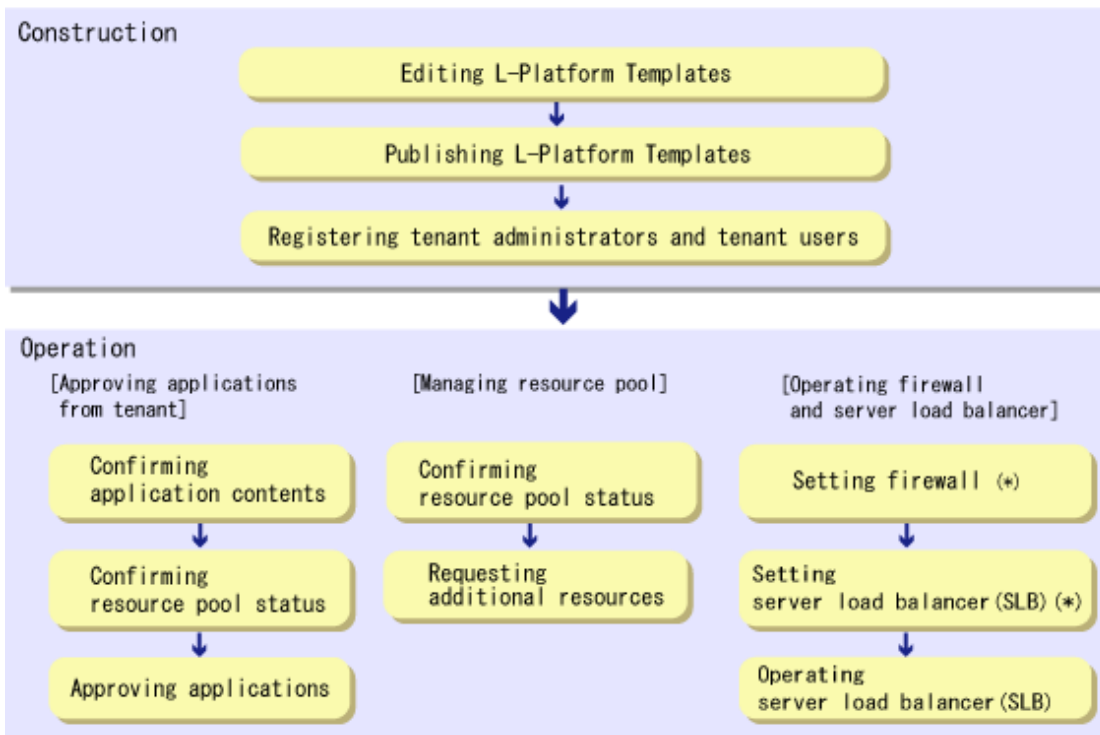 Construction
Editing L-Platform Templates
Publishing L-Platform Templates
Registering tenant administrators and tenant users
Operation
[Approving applications
from tenant]
Confirming
application contents
Confirming
resource pool status
Approving applications
[Managing resource pool]
Confirming
resource pool status
Requesting
additional resources
[Operating firewall
and server load balancer]
Setting firewall (*)
Setting
server load balancer(SLB)(*)
Operating
server load balancer(SLB)